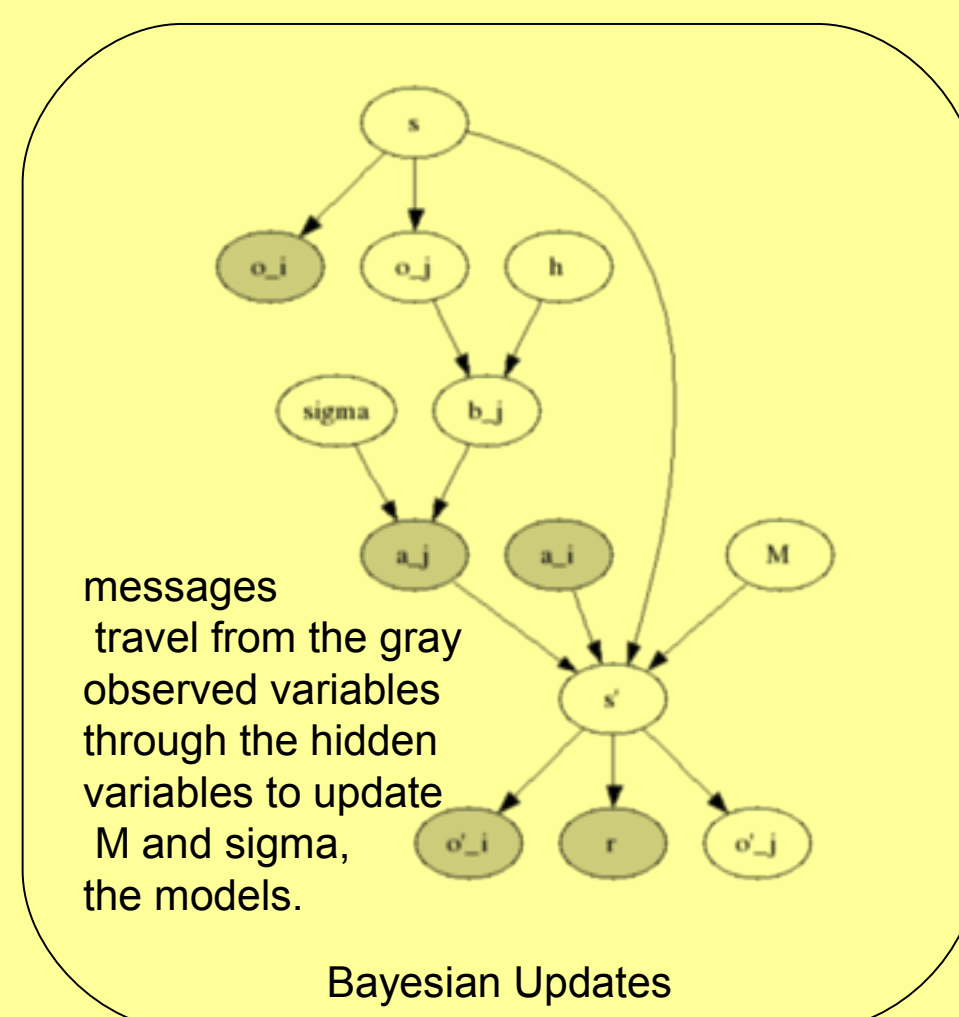 s
o_i
o_j
h
sigma
b_j
a_j
a_i
M
messages
travel from the gray
observed variables
through the hidden
variables to update
M and sigma,
the models.
s'
o'_i
r
o'_j
Bayesian Updates